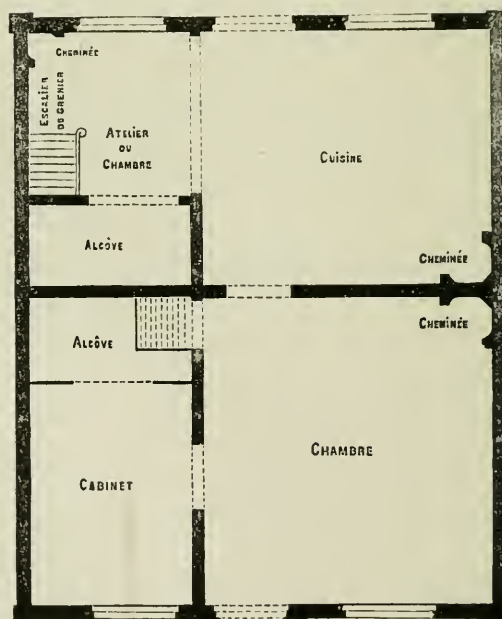 CHEMINÉE
ESCALIER
DU GRENIER
ATELIER
OU
CHAMBRE
CUISINE
ALCÔVE
CHEMINÉE
CHEMINÉE
ALCÔVE
CHAMBRE
CABINET